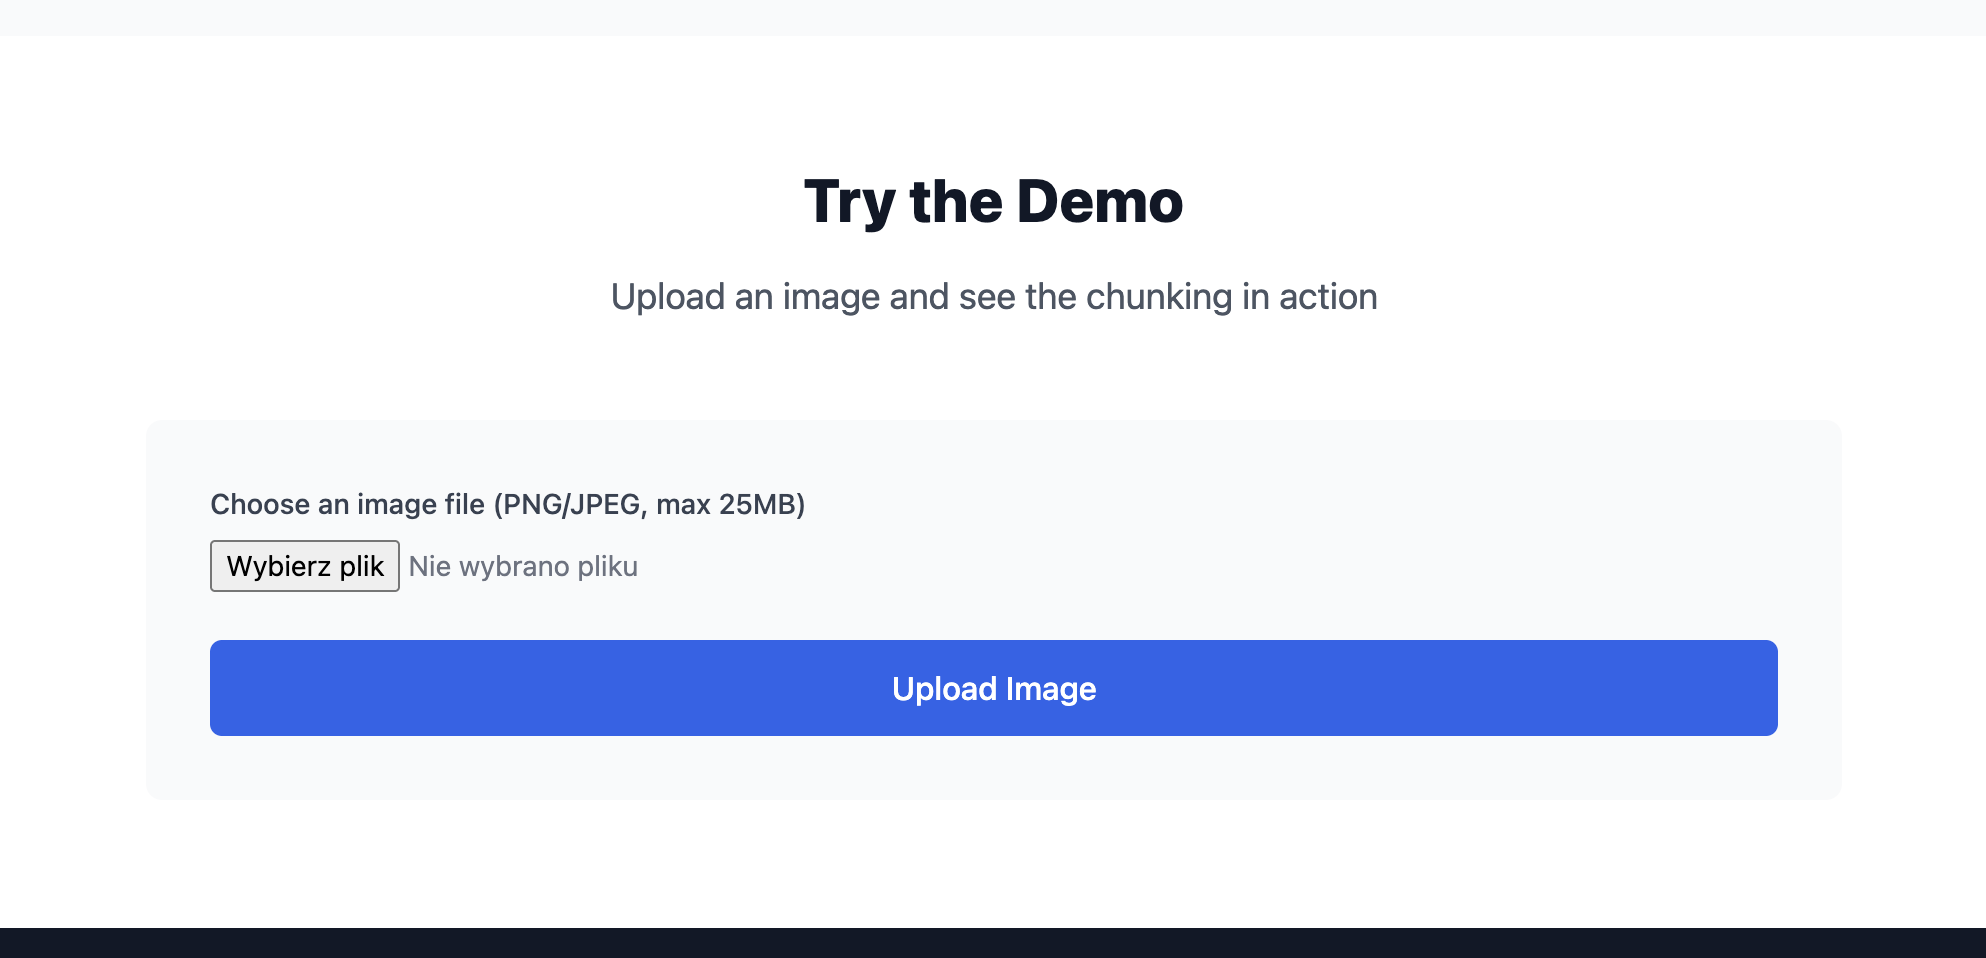 Try the Demo
Upload an image and see the chunking in action
Choose an image file (PNG/JPEG, max 25MB)
Wybierz plik Nie wybrano pliku
Upload Image